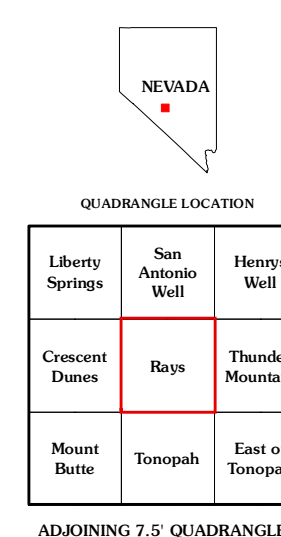 NEVADA
QUADRANGLE LOCATION
Liberty
Springs
San
Antonio
Well
Henrys
Well
Crescent
Dunes
Rays
Thunde
Mounta
Mount
Butte
Tonopah
East o
Tonopa
ADJOINING 7.5' QUADRANGLE